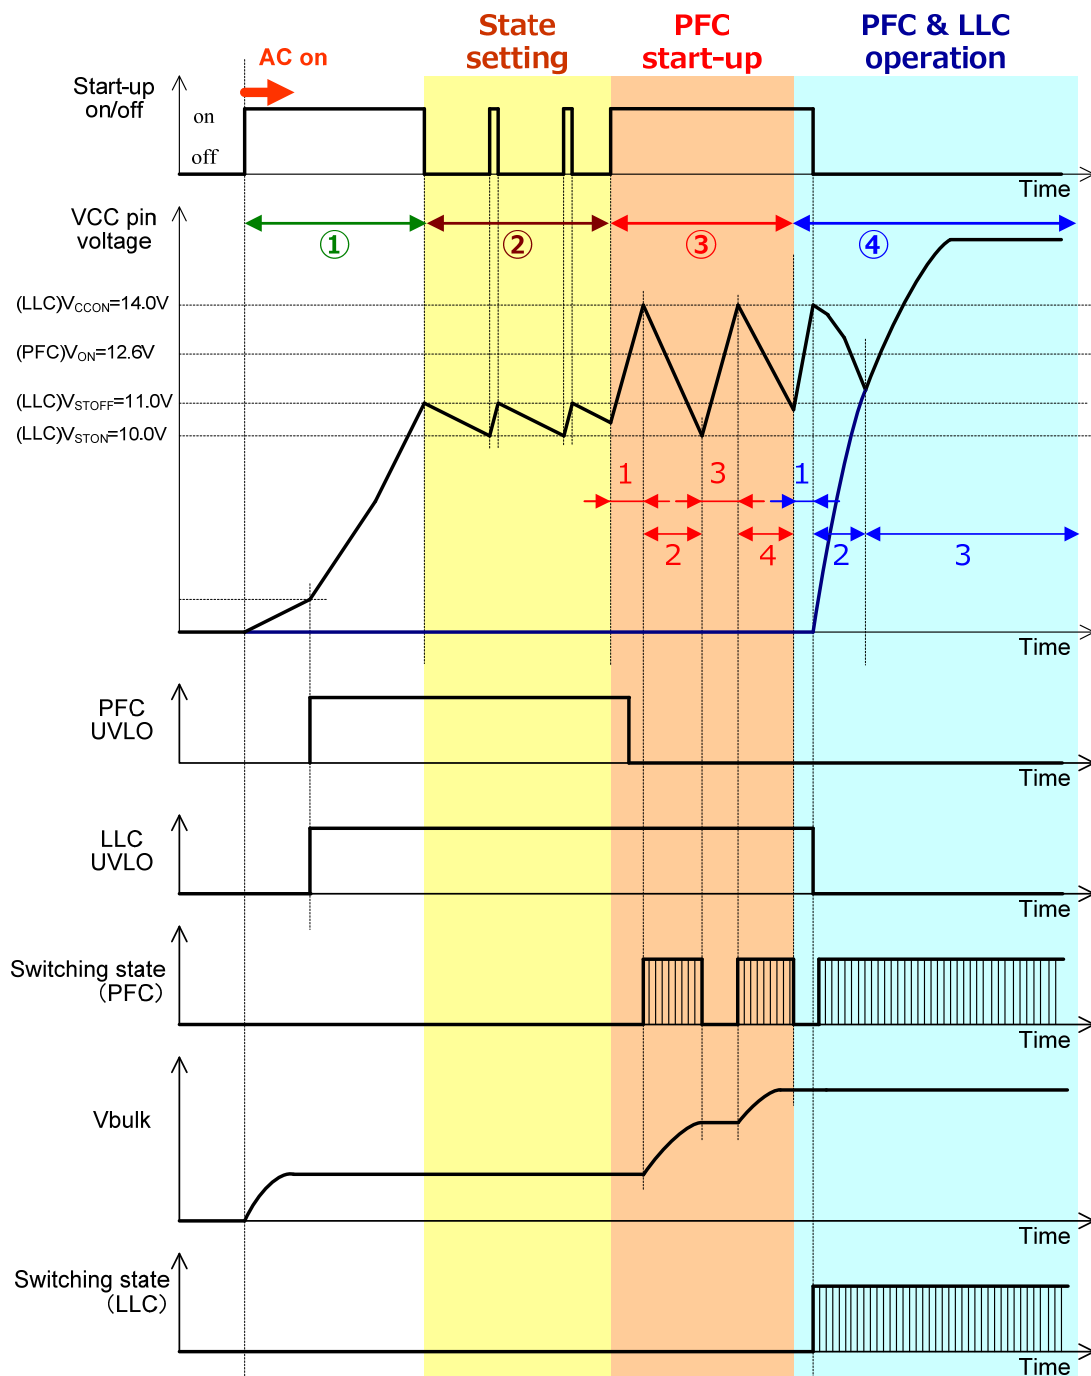 State
setting
PFC
start-up
PFC & LLC
operation
AC on
Start-up
on/off
on
off
Time
VCC pin
voltage
①
②
③
④
(LLC)VCCON=14.0V
(PFC)VON=12.6V
(LLC)VSTOFF=11.0V
(LLC)VSTON=10.0V
1
3
1
2
4
2
3
Time
PFC
UVLO
Time
LLC
UVLO
Time
Switching state
（PFC）
Time
Vbulk
Time
Switching state
（LLC）
Time